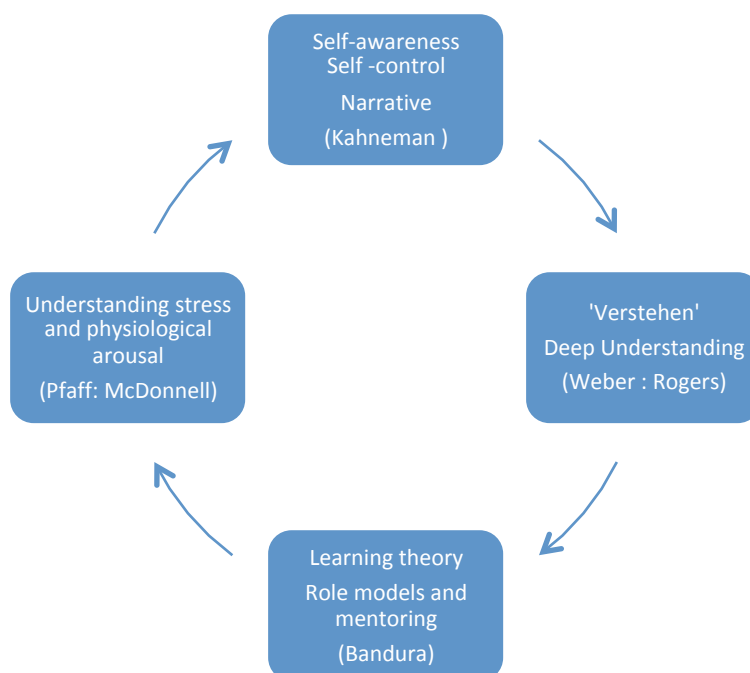 Self-awareness
Self -control
Narrative
(Kahneman )
'Verstehen'
Deep Understanding
(Weber : Rogers)
Learning theory
Role models and
mentoring
(Bandura)
Understanding stress
and physiological
arousal
(Pfaff: McDonnell)